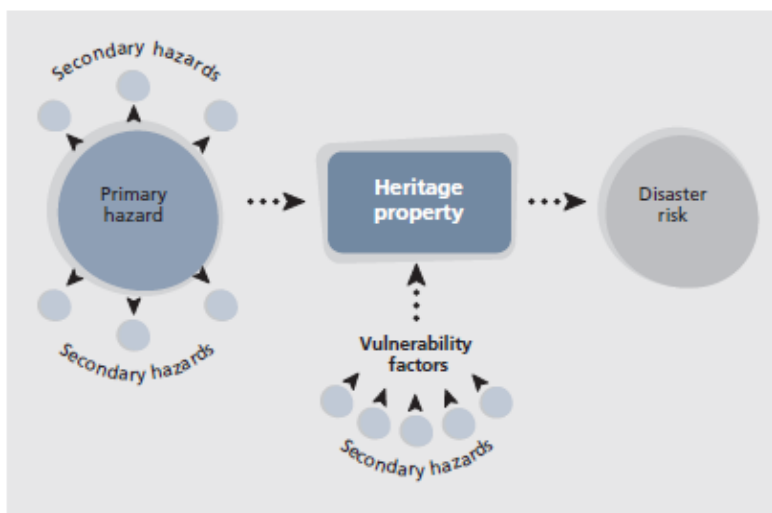 Secondary hazards
Primary
hazard
Secondary hazards
Heritage
property
Disaster
risk
Vulnerability
factors
Secondary hazards